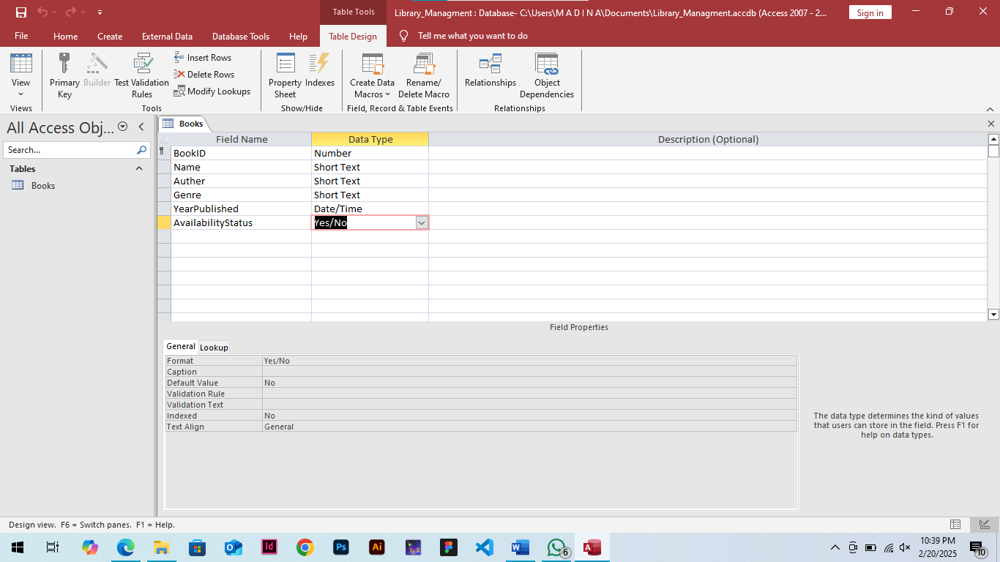 Table Tools
Library_Managment : Database- C:\Users\M A D I N A\Documents\Library_Managment.accdb (Access 2007 - 2...
Sign in
File Home Create External Data Database Tools Help Table Design Tell me what you want to do
View
Views
Primary Key
Builder
Test Validation Rules
Insert Rows
Delete Rows
Modify Lookups
Tools
Property Sheet
Indexes
Show/Hide
Create Data Macros
Rename/ Delete Macro
Field, Record & Table Events
Relationships
Object Dependencies
Relationships
All Access Obj...
Search...
Tables
Books
Books
Field Name Data Type Description (Optional)
BookID Number
Name Short Text
Auther Short Text
Genre Short Text
YearPublished Date/Time
AvailabilityStatus Yes/No
Field Properties
General Lookup
Format Yes/No
Caption
Default Value No
Validation Rule
Validation Text
Indexed No
Text Align General
The data type determines the kind of values
that users can store in the field. Press F1 for
help on data types.
Design view. F6 = Switch panes. F1 = Help.
Id
Ps
Ai
W
6
A
10:39 PM
2/20/2025
10